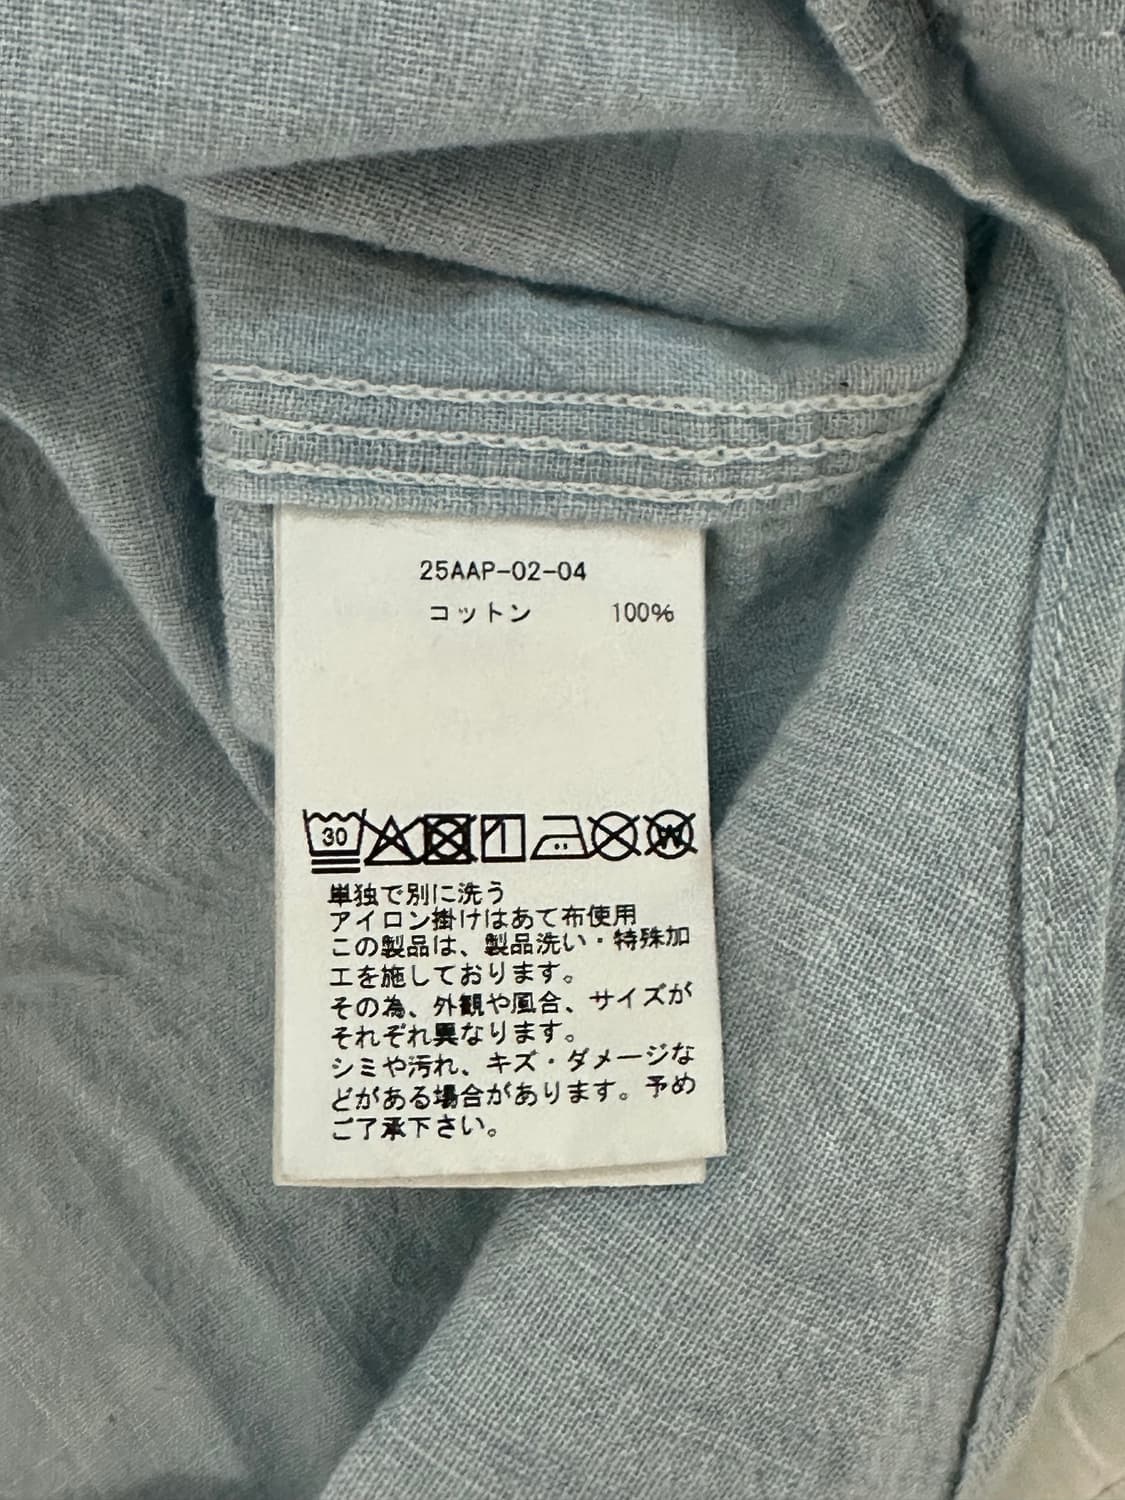 25AAP-02-04
コットン 100%
30
W
単独で別に洗う
アイロン掛けはあて布使用
この製品は、製品洗い・特殊加
工を施しております。
その為、外観や風合、サイズが
それぞれ異なります。
シミや汚れ、キズ・ダメージな
どがある場合があります。予め
ご了承下さい。